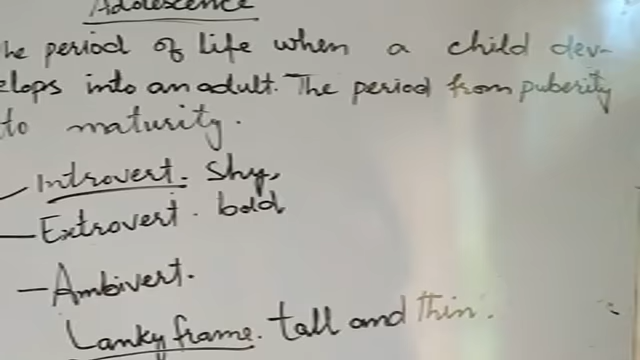 Adolescence
he period of life when a child dev-
elops into an adult. The period from puberity
to maturity.
- Introvert. Shy,
- Extrovert. bold
- Ambivert.
Lanky frame. tall and thin.